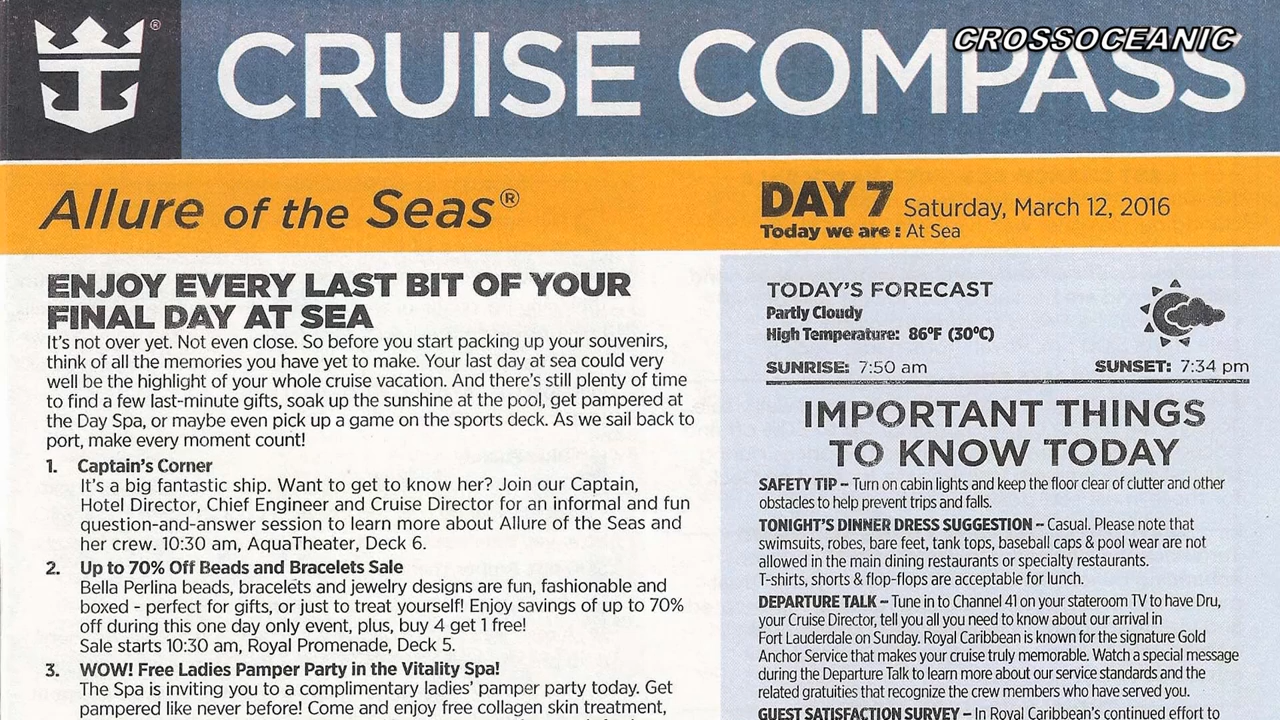 CRUISE COMPASS
CROSSOCEANIC
Allure of the Seas®
DAY 7 Saturday, March 12, 2016
Today we are: At Sea
ENJOY EVERY LAST BIT OF YOUR
FINAL DAY AT SEA
It's not over yet. Not even close. So before you start packing up your souvenirs,
think of all the memories you have yet to make. Your last day at sea could very
well be the highlight of your whole cruise vacation. And there's still plenty of time
to find a few last-minute gifts, soak up the sunshine at the pool, get pampered at
the Day Spa, or maybe even pick up a game on the sports deck. As we sail back to
port, make every moment count!
1. Captain's Corner
It's a big fantastic ship. Want to get to know her? Join our Captain,
Hotel Director, Chief Engineer and Cruise Director for an informal and fun
question-and-answer session to learn more about Allure of the Seas and
her crew. 10:30 am, AquaTheater, Deck 6.
2. Up to 70% Off Beads and Bracelets Sale
Bella Perlina beads, bracelets and jewelry designs are fun, fashionable and
boxed - perfect for gifts, or just to treat yourself! Enjoy savings of up to 70%
off during this one day only event, plus, buy 4 get 1 free!
Sale starts 10:30 am, Royal Promenade, Deck 5.
3. WOW! Free Ladies Pamper Party in the Vitality Spa!
The Spa is inviting you to a complimentary ladies' pamper party today. Get
pampered like never before! Come and enjoy free collagen skin treatment,
TODAY'S FORECAST
Partly Cloudy
High Temperature: 86°F (30°C)
SUNRISE: 7:50 am SUNSET: 7:34 pm
IMPORTANT THINGS
TO KNOW TODAY
SAFETY TIP – Turn on cabin lights and keep the floor clear of clutter and other
obstacles to help prevent trips and falls.
TONIGHT'S DINNER DRESS SUGGESTION – Casual. Please note that
swimsuits, robes, bare feet, tank tops, baseball caps & pool wear are not
allowed in the main dining restaurants or specialty restaurants.
T-shirts, shorts & flop-flops are acceptable for lunch.
DEPARTURE TALK – Tune in to Channel 41 on your stateroom TV to have Dru,
your Cruise Director, tell you all you need to know about our arrival in
Fort Lauderdale on Sunday. Royal Caribbean is known for the signature Gold
Anchor Service that makes your cruise truly memorable. Watch a special message
during the Departure Talk to learn more about our service standards and the
related gratuities that recognize the crew members who have served you.
GUEST SATISFACTION SURVEY – In Royal Caribbean's continued effort to